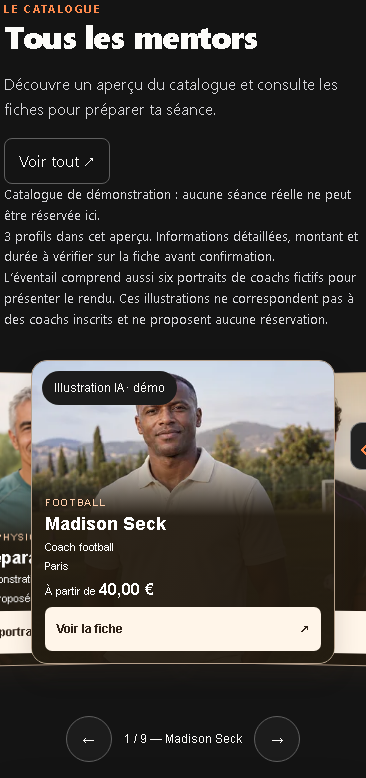 LE CATALOGUE
Tous les mentors
Découvre un aperçu du catalogue et consulte les
fiches pour préparer ta séance.
Voir tout ↗
Catalogue de démonstration : aucune séance réelle ne peut
être réservée ici.
3 profils dans cet aperçu. Informations détaillées, montant et
durée à vérifier sur la fiche avant confirmation.
L'éventail comprend aussi six portraits de coachs fictifs pour
présenter le rendu. Ces illustrations ne correspondent pas à
des coachs inscrits et ne proposent aucune réservation.
Illustration IA · démo
FOOTBALL
Madison Seck
Coach football
Paris
À partir de 40,00 €
Voir la fiche ↗
← 1 / 9 — Madison Seck →